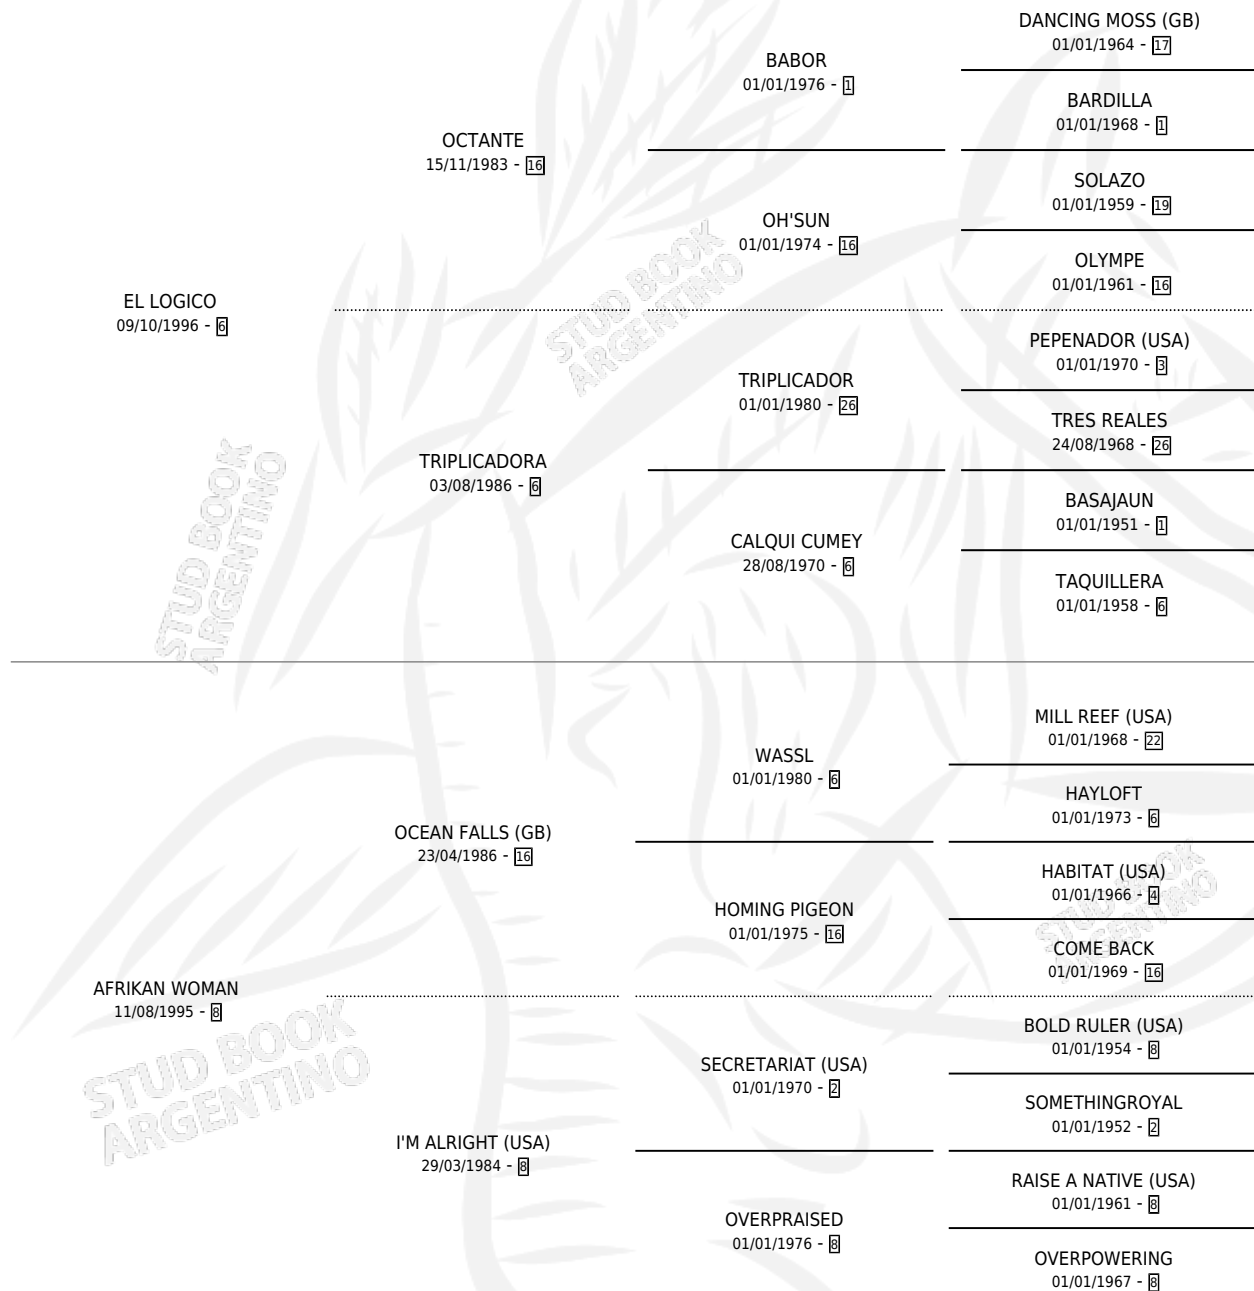 DANCING MOSS (GB)
01/01/1964 - 17
BABOR
01/01/1976 - 1
BARDILLA
01/01/1968 - 1
OCTANTE
15/11/1983 - 16
SOLAZO
01/01/1959 - 19
OH'SUN
01/01/1974 - 16
OLYMPE
01/01/1961 - 16
EL LOGICO
09/10/1996 - 6
PEPENADOR (USA)
01/01/1970 - 3
TRIPLICADOR
01/01/1980 - 26
TRES REALES
24/08/1968 - 26
TRIPLICADORA
03/08/1986 - 6
BASAJAUN
01/01/1951 - 1
CALQUI CUMEY
28/08/1970 - 6
TAQUILLERA
01/01/1958 - 6
STUD BOOK
ARGENTINO
STUD BOOK
ARGENTINO
MILL REEF (USA)
01/01/1968 - 22
WASSL
01/01/1980 - 6
HAYLOFT
01/01/1973 - 6
OCEAN FALLS (GB)
23/04/1986 - 16
HABITAT (USA)
01/01/1966 - 4
HOMING PIGEON
01/01/1975 - 16
COME BACK
01/01/1969 - 16
STUD BOOK
ARGENTINO
AFRIKAN WOMAN
11/08/1995 - 8
BOLD RULER (USA)
01/01/1954 - 8
SECRETARIAT (USA)
01/01/1970 - 2
SOMETHINGROYAL
01/01/1952 - 2
I'M ALRIGHT (USA)
29/03/1984 - 8
RAISE A NATIVE (USA)
01/01/1961 - 8
OVERPRAISED
01/01/1976 - 8
OVERPOWERING
01/01/1967 - 8
STUD BOOK
ARGENTINO